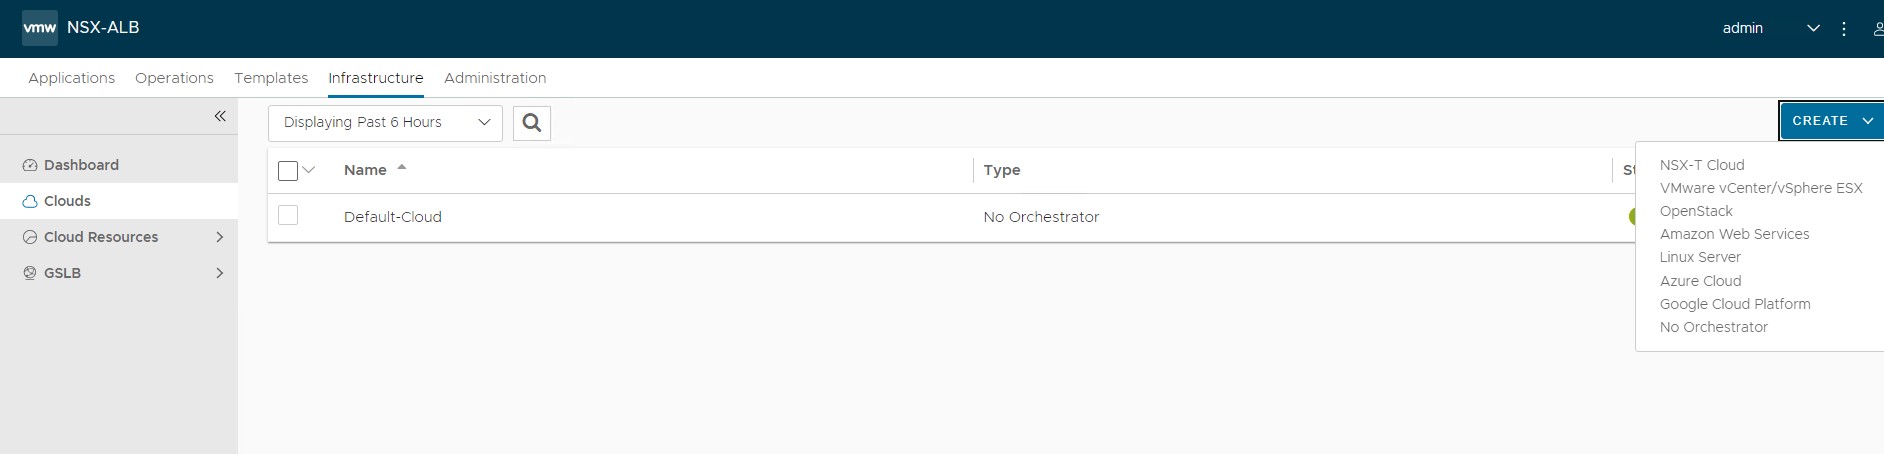 vmw NSX-ALB
admin
Applications Operations Templates Infrastructure Administration
Displaying Past 6 Hours
CREATE
Dashboard
Clouds
Cloud Resources
GSLB
Name Type
Default-Cloud No Orchestrator
NSX-T Cloud
VMware vCenter/vSphere ESX
OpenStack
Amazon Web Services
Linux Server
Azure Cloud
Google Cloud Platform
No Orchestrator